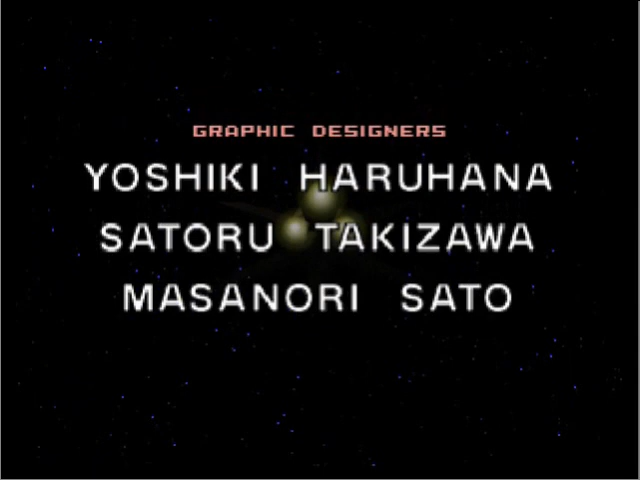 GRAPHIC DESIGNERS
YOSHIKI HARUHANA
SATORU TAKIZAWA
MASANORI SATO